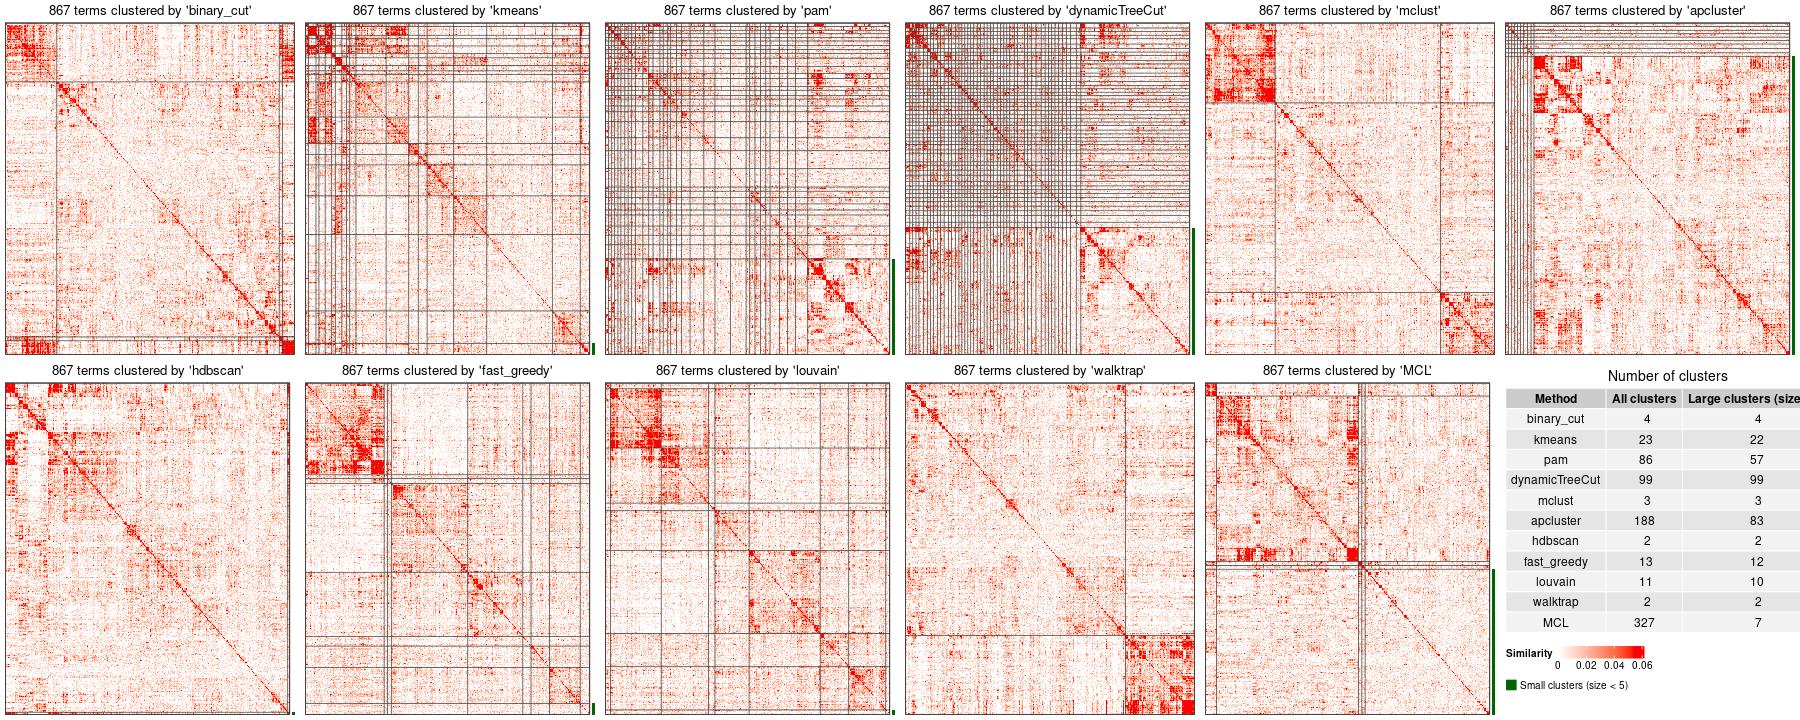 867 terms clustered by 'binary_cut'
867 terms clustered by 'kmeans'
867 terms clustered by 'pam'
867 terms clustered by 'dynamicTreeCut'
867 terms clustered by 'mclust'
867 terms clustered by 'apcluster'
867 terms clustered by 'hdbscan'
867 terms clustered by 'fast_greedy'
867 terms clustered by 'louvain'
867 terms clustered by 'walktrap'
867 terms clustered by 'MCL'
Number of clusters
Method All clusters Large clusters (size
binary_cut 4 4
kmeans 23 22
pam 86 57
dynamicTreeCut 99 99
mclust 3 3
apcluster 188 83
hdbscan 2 2
fast_greedy 13 12
louvain 11 10
walktrap 2 2
MCL 327 7
Similarity
0 0.02 0.04 0.06
Small clusters (size < 5)